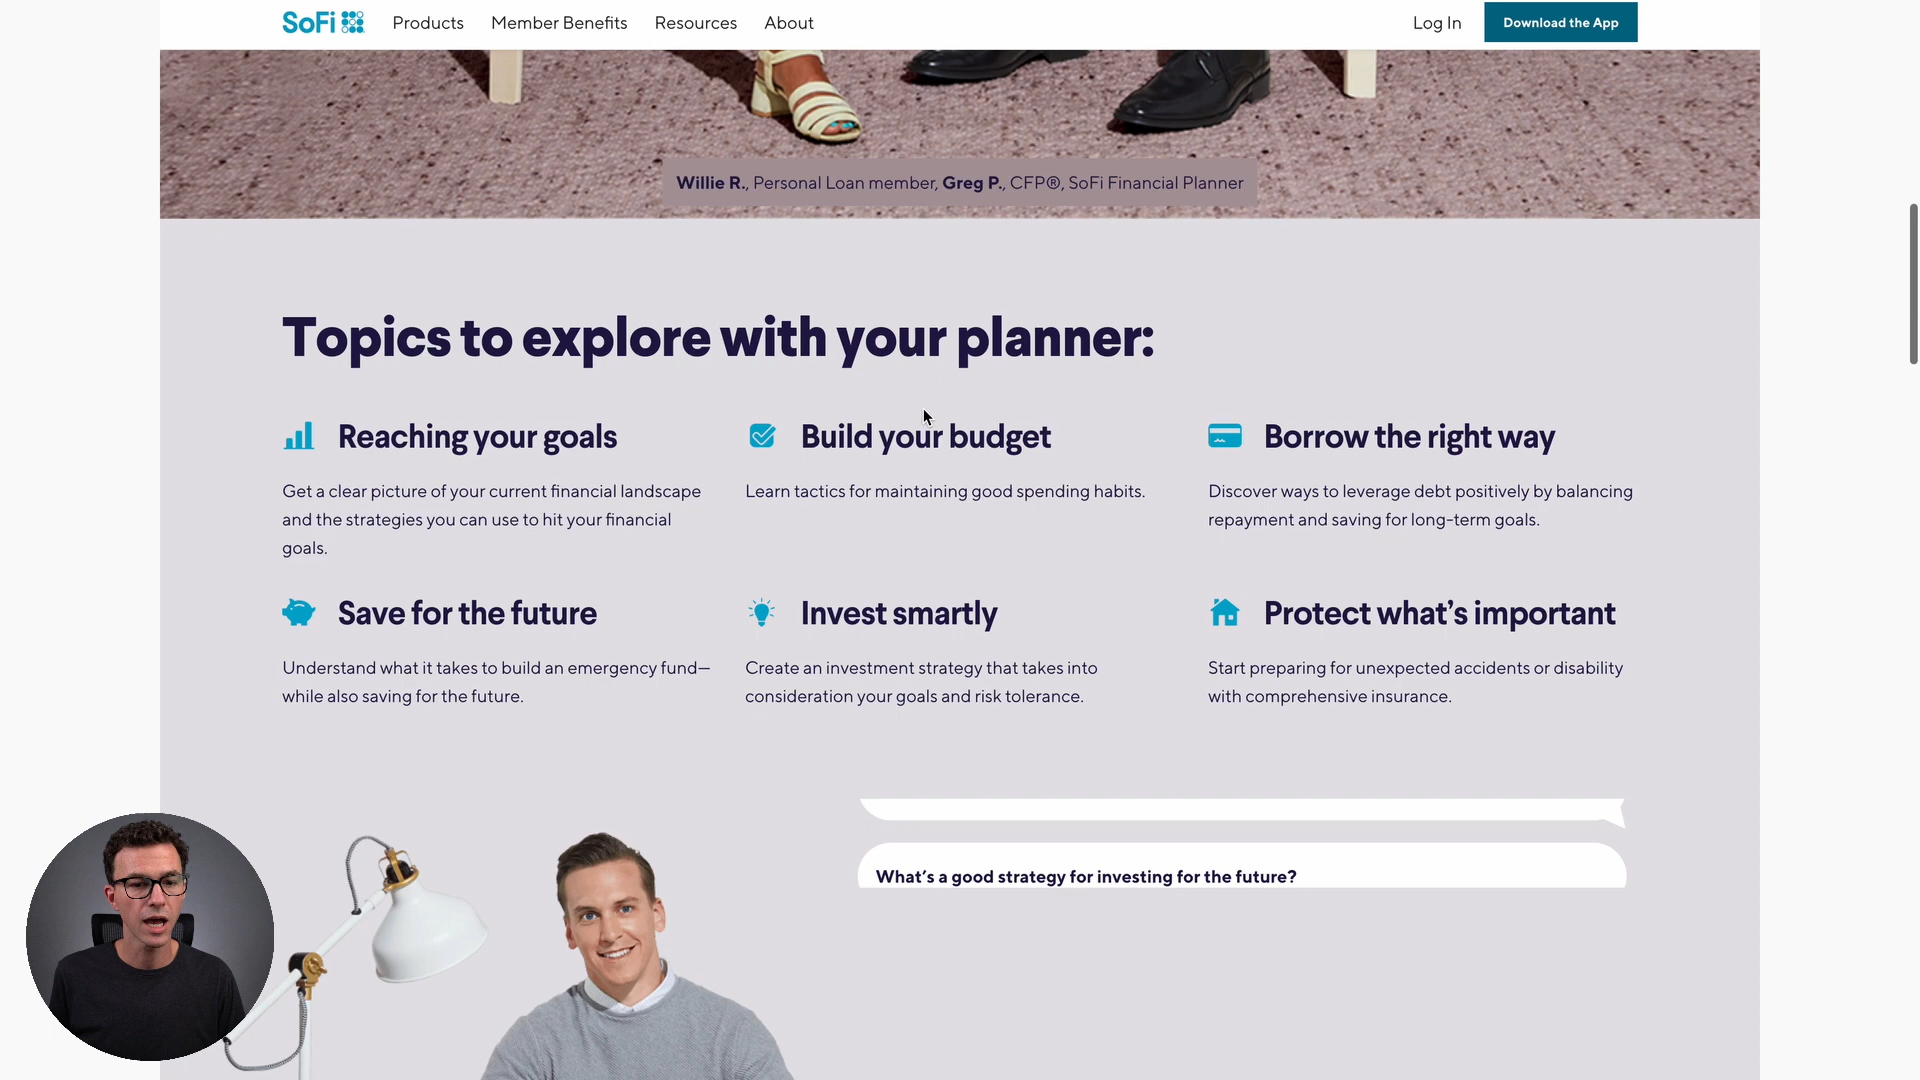 SoFi Products Member Benefits Resources About Log In Download the App
Willie R., Personal Loan member, Greg P., CFP®, SoFi Financial Planner
Topics to explore with your planner:
Reaching your goals
Get a clear picture of your current financial landscape
and the strategies you can use to hit your financial
goals.
Build your budget
Learn tactics for maintaining good spending habits.
Borrow the right way
Discover ways to leverage debt positively by balancing
repayment and saving for long-term goals.
Save for the future
Understand what it takes to build an emergency fund—
while also saving for the future.
Invest smartly
Create an investment strategy that takes into
consideration your goals and risk tolerance.
Protect what’s important
Start preparing for unexpected accidents or disability
with comprehensive insurance.
What’s a good strategy for investing for the future?